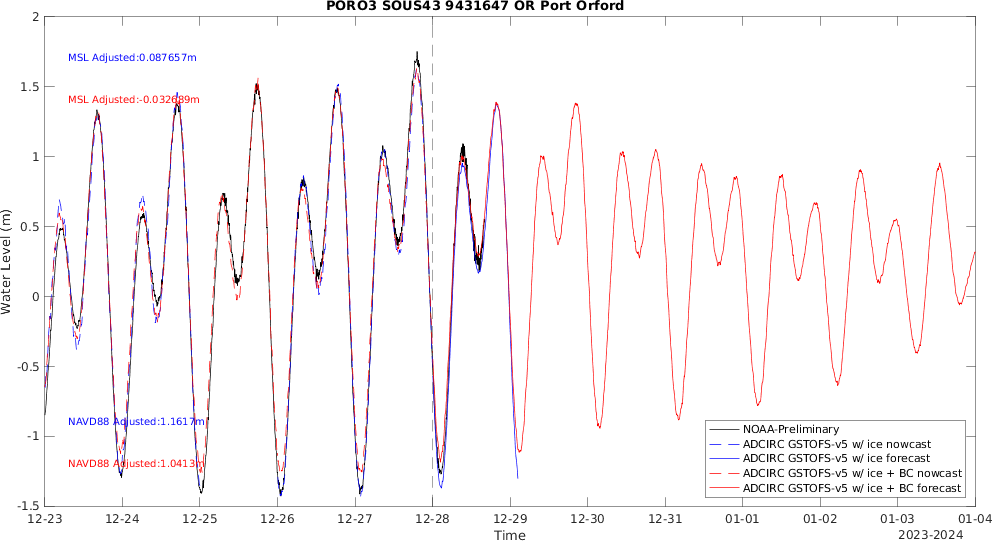 PORO3 SOUS43 9431647 OR Port Orford
2
1.5
1
0.5
0
-0.5
-1
-1.5
Water Level (m)
MSL Adjusted:0.087657m
MSL Adjusted:-0.032689m
NAVD88 Adjusted:1.1617m
NAVD88 Adjusted:1.0413m
NOAA-Preliminary
ADCIRC GSTOFS-v5 w/ ice nowcast
ADCIRC GSTOFS-v5 w/ ice forecast
ADCIRC GSTOFS-v5 w/ ice + BC nowcast
ADCIRC GSTOFS-v5 w/ ice + BC forecast
12-23 12-24 12-25 12-26 12-27 12-28 12-29 12-30 12-31 01-01 01-02 01-03 01-04
Time
2023-2024